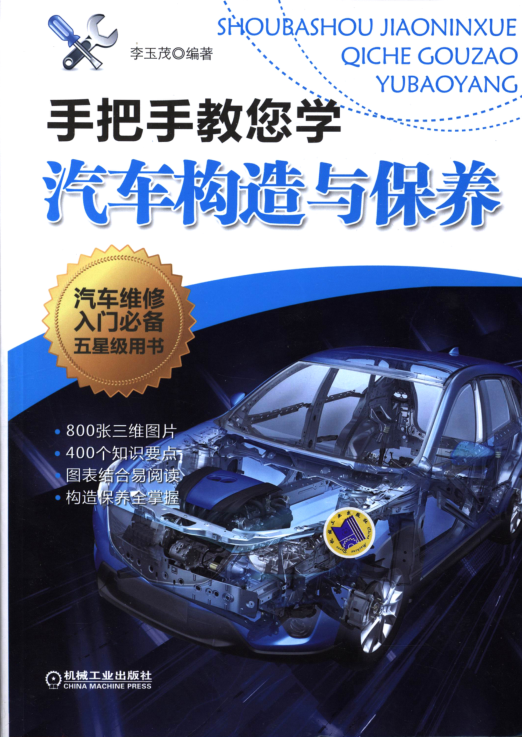 SHOUBASHOU JIAONINXUE
QICHE GOUZAO
YUBAOYANG
李玉茂◎编著
手把手教您学
汽车构造与保养
汽车维修
入门必备
五星级用书
•800张三维图片
•400个知识要点
图表结合易阅读
•构造保养全掌握
机械工业出版社
CHINA MACHINE PRESS